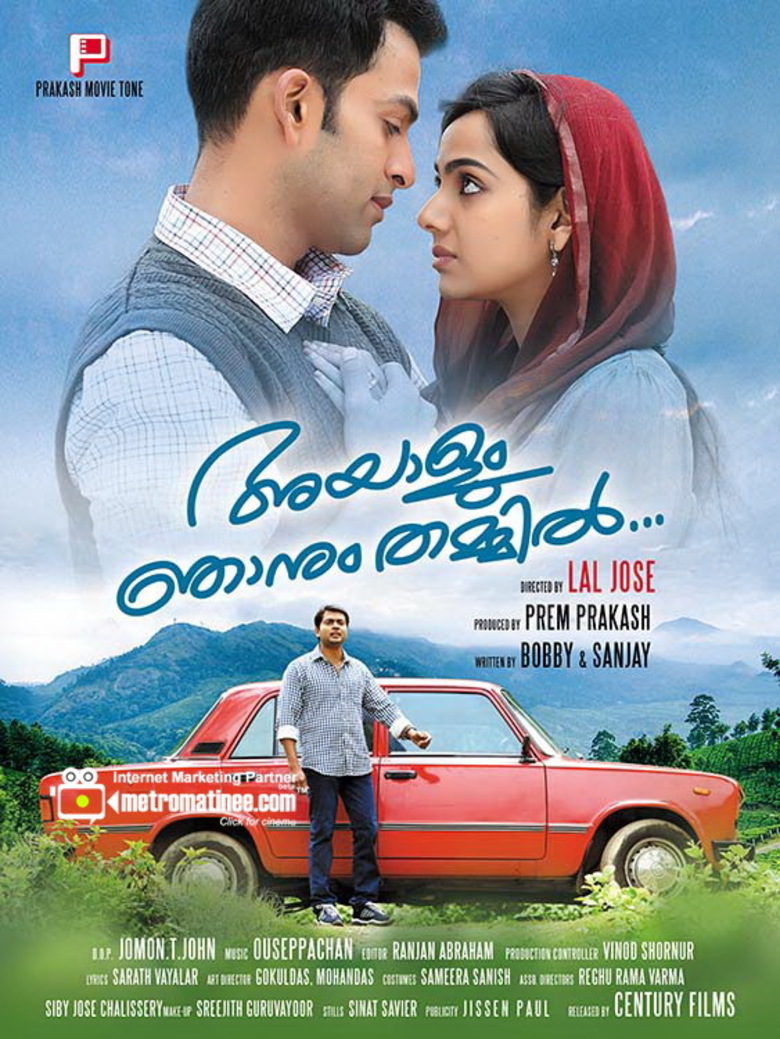 PRAKASH MOVIE TONE
അയാളും
ഞാനും തമ്മിൽ...
DIRECTED BY LAL JOSE
PRODUCED BY PREM PRAKASH
WRITTEN BY BOBBY & SANJAY
Internet Marketing Partner
beta
metromatinee.com™
Click for cinema
D.O.P. JOMON.T.JOHN MUSIC OUSEPPACHAN EDITOR RANJAN ABRAHAM PRODUCTION CONTROLLER VINOD SHORNUR
LYRICS SARATH VAYALAR ART DIRECTOR GOKULDAS, MOHANDAS COSTUMES SAMEERA SANISH ASSO. DIRECTORS REGHU RAMA VARMA
SIBY JOSE CHALISSERY MAKE-UP SREEJITH GURUVAYOOR STILLS SINAT SAVIER PUBLICITY JISSEN PAUL RELEASED BY CENTURY FILMS